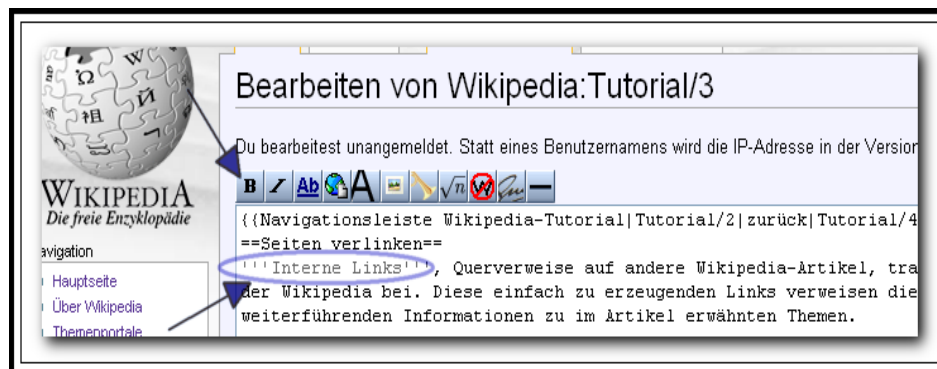 Bearbeiten von Wikipedia:Tutorial/3
Du bearbeitest unangemeldet. Statt eines Benutzernamens wird die IP-Adresse in der Version
B I Ab A √n W
{{Navigationsleiste Wikipedia-Tutorial|Tutorial/2|zurück|Tutorial/4
==Seiten verlinken==
'''Interne Links''', Querverweise auf andere Wikipedia-Artikel, tra
der Wikipedia bei. Diese einfach zu erzeugenden Links verweisen die
weiterführenden Informationen zu im Artikel erwähnten Themen.
W
Ω
И
祖
WIKIPEDIA
Die freie Enzyklopädie
avigation
Hauptseite
Über Wikipedia
Themenportale